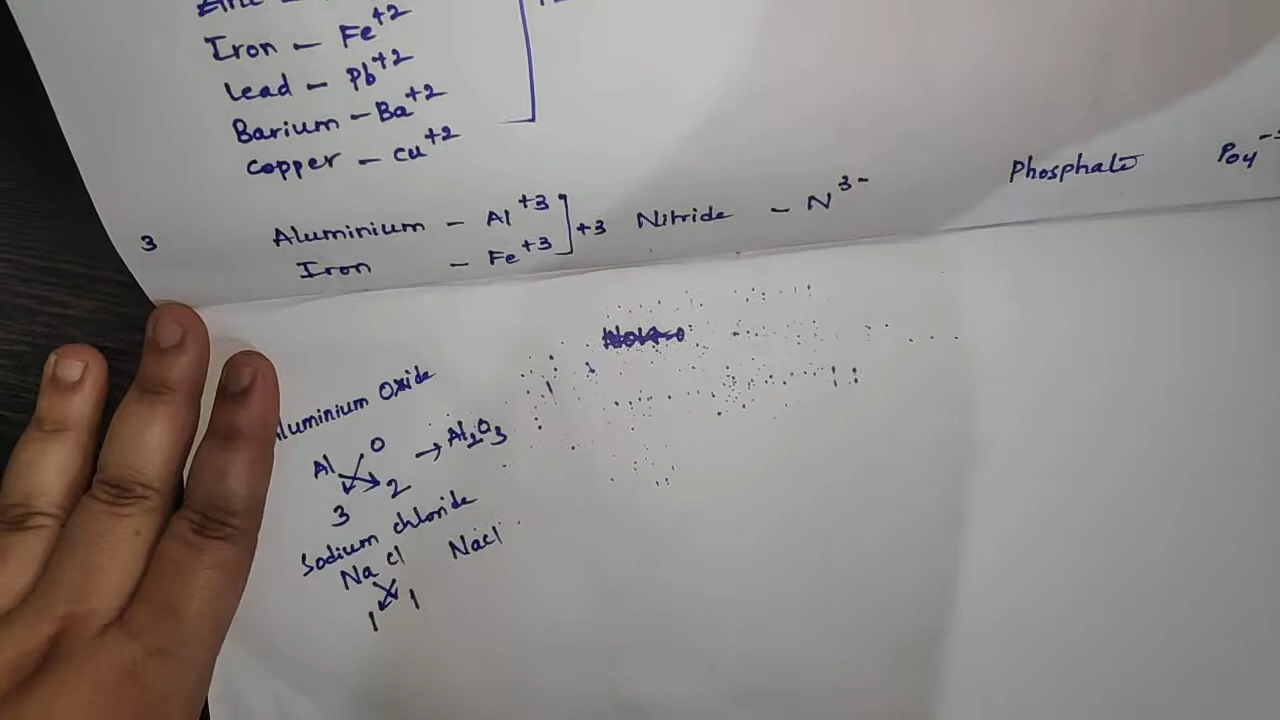 Iron – Fe+2
Lead – Pb+2
Barium – Ba+2
Copper – Cu+2
3 Aluminium – Al+3 ] +3 Nitride – N3- Phosphate
Iron – Fe+3
Aluminium Oxide
Al O → Al2O3
3 2
Sodium chloride
Na Cl NaCl
1 1